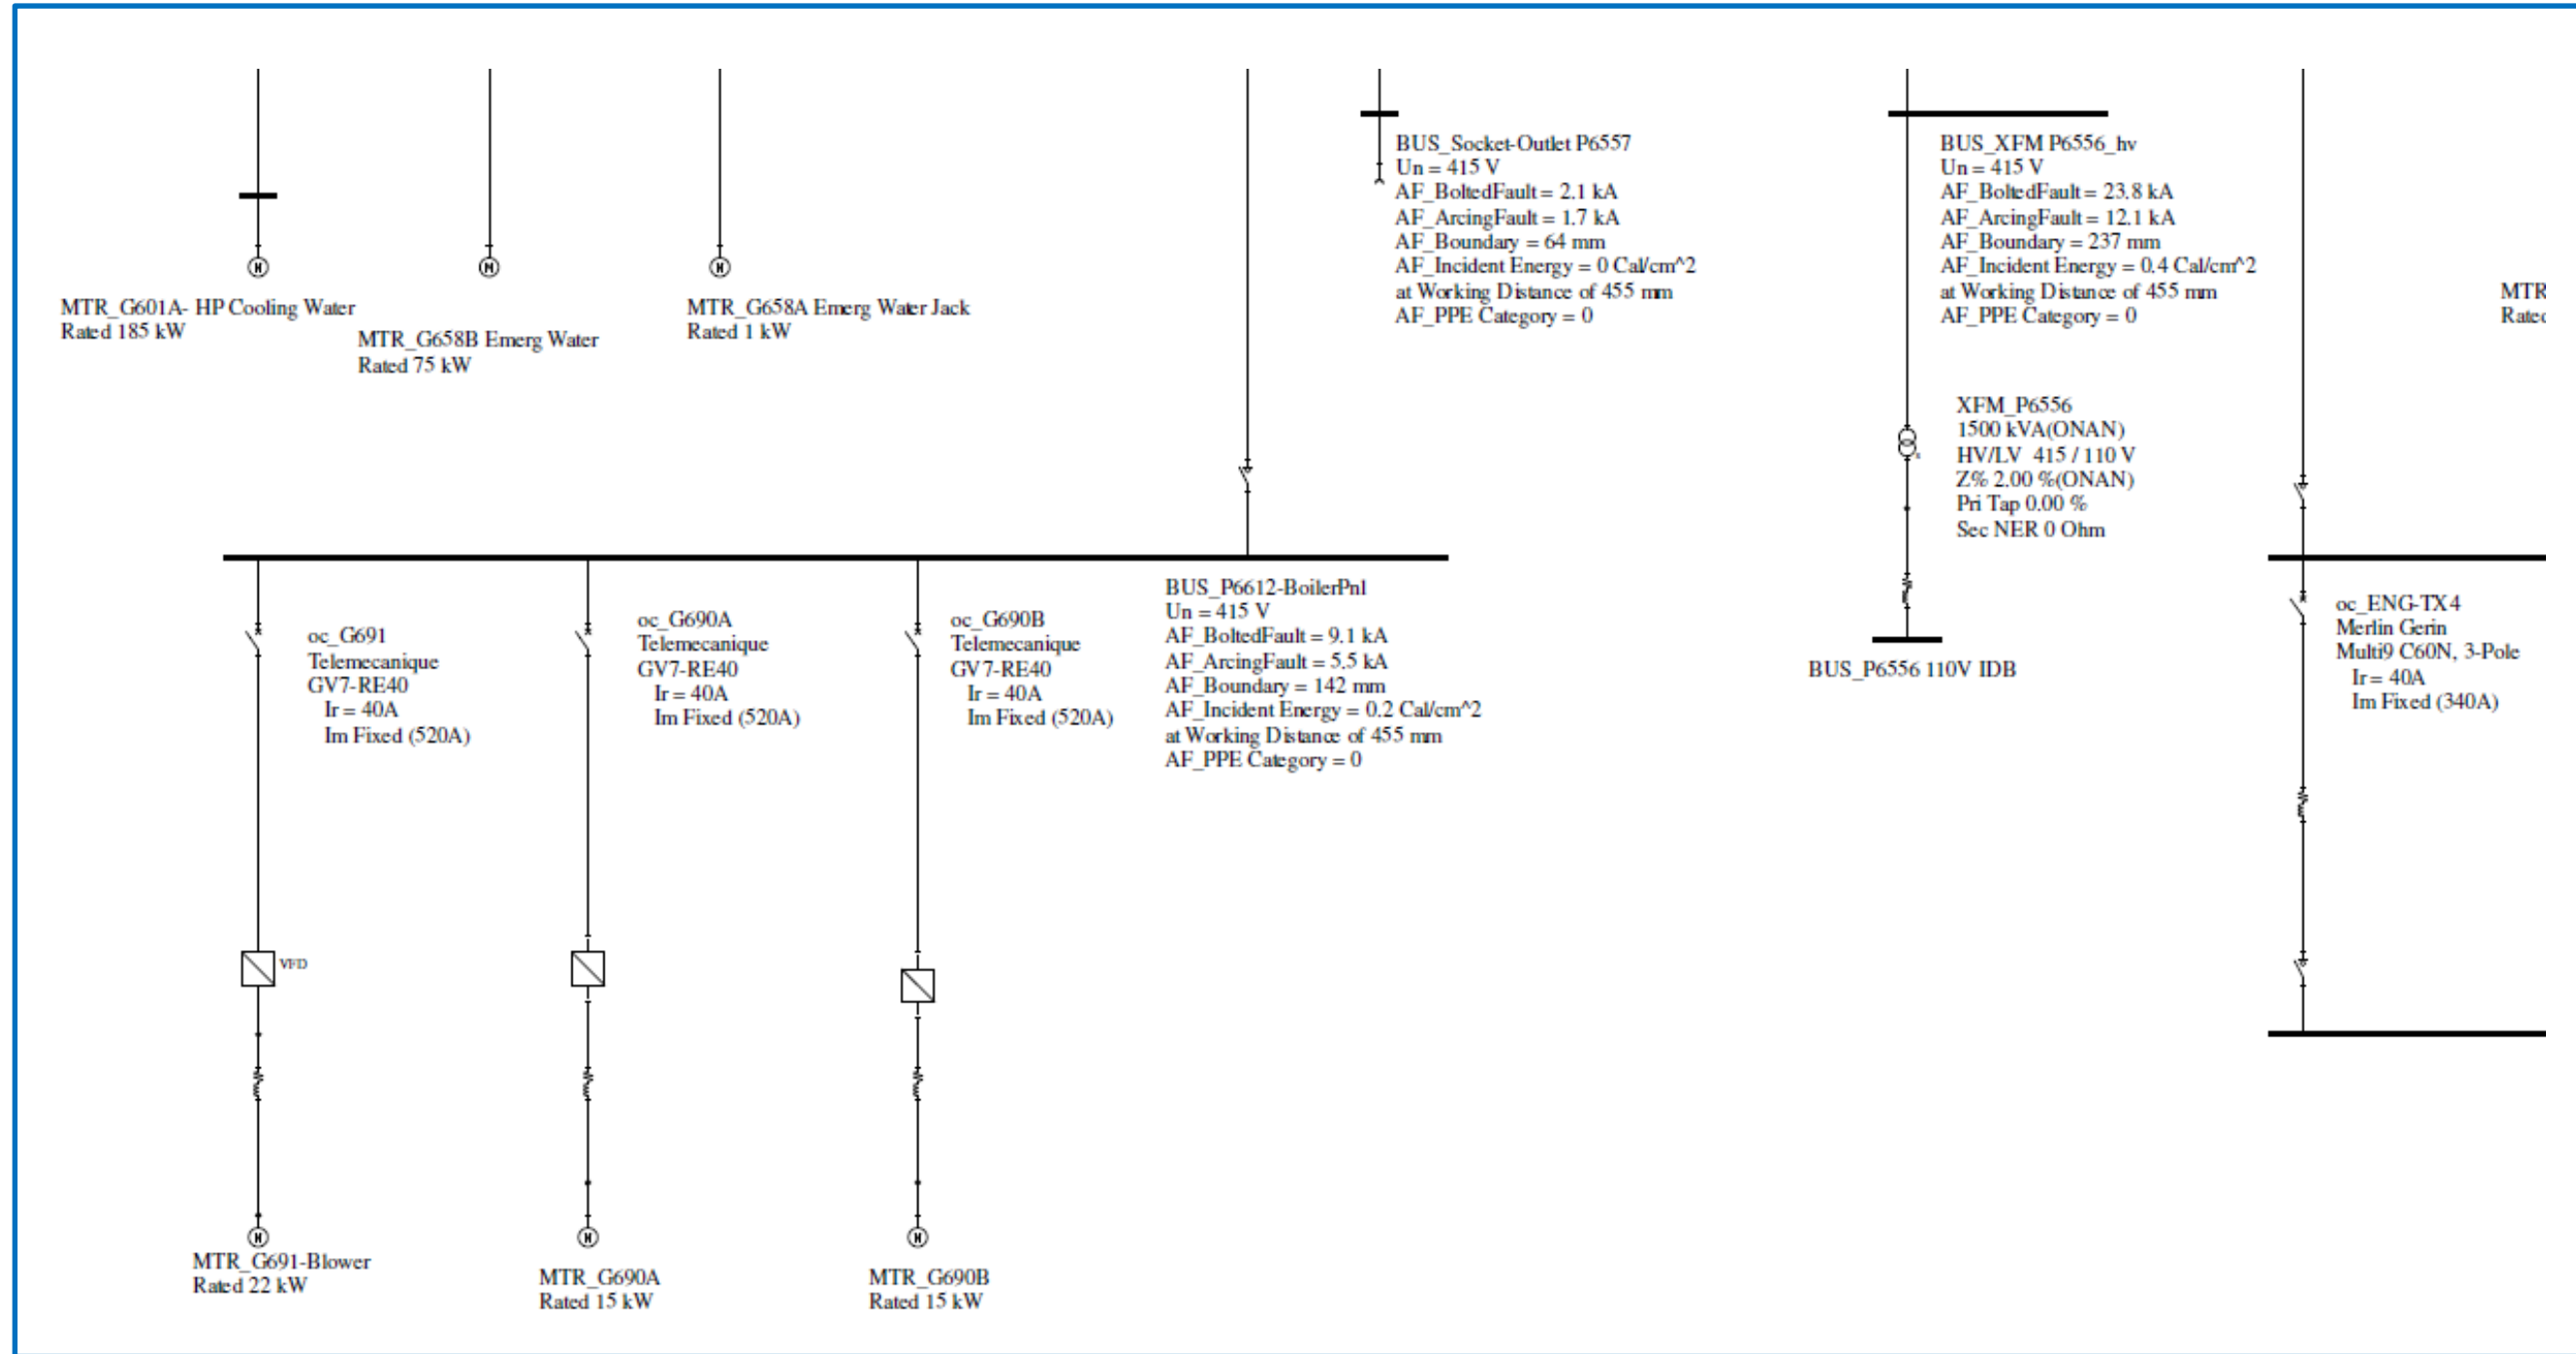 MTR_G601A- HP Cooling Water
Rated 185 kW
MTR_G658B Emerg Water
Rated 75 kW
MTR_G658A Emerg Water Jack
Rated 1 kW
BUS_Socket-Outlet P6557
Un = 415 V
AF_BoltedFault = 2.1 kA
AF_ArcingFault = 1.7 kA
AF_Boundary = 64 mm
AF_Incident Energy = 0 Cal/cm^2
at Working Distance of 455 mm
AF_PPE Category = 0
BUS_XFM P6556_hv
Un = 415 V
AF_BoltedFault = 23.8 kA
AF_ArcingFault = 12.1 kA
AF_Boundary = 237 mm
AF_Incident Energy = 0.4 Cal/cm^2
at Working Distance of 455 mm
AF_PPE Category = 0
MTR
XFM_P6556
1500 kVA(ONAN)
HV/LV 415 / 110 V
Z% 2.00 %(ONAN)
Pri Tap 0.00 %
Sec NER 0 Ohm
BUS_P6556 110V IDB
oc_G691
Telemecanique
GV7-RE40
Ir = 40A
Im Fixed (520A)
oc_G690A
Telemecanique
GV7-RE40
Ir = 40A
Im Fixed (520A)
oc_G690B
Telemecanique
GV7-RE40
Ir = 40A
Im Fixed (520A)
BUS_P6612-BoilerPnl
Un = 415 V
AF_BoltedFault = 9.1 kA
AF_ArcingFault = 5.5 kA
AF_Boundary = 142 mm
AF_Incident Energy = 0.2 Cal/cm^2
at Working Distance of 455 mm
AF_PPE Category = 0
oc_ENG-TX4
Merlin Gerin
Multi9 C60N, 3-Pole
Ir = 40A
Im Fixed (340A)
VFD
MTR_G691-Blower
Rated 22 kW
MTR_G690A
Rated 15 kW
MTR_G690B
Rated 15 kW